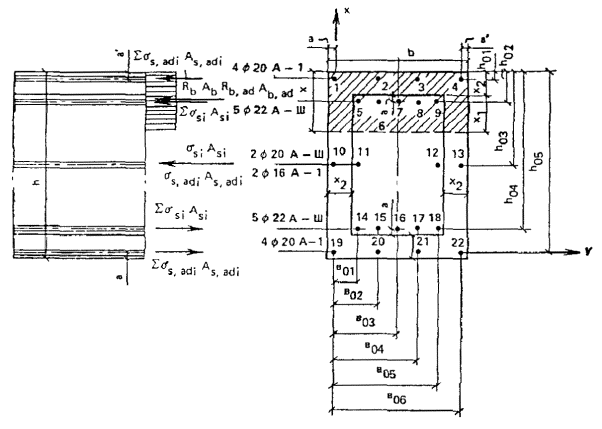 x
a b a'
a' Σσs, adi As, adi 4 ϕ 20 А – 1 h01 h02
1 2 3 4 x2
Rb Ab Rb, ad Ab, ad x
Σσsi Asi 5 ϕ 22 А – Ш 5 6 7 8 9 a x1
h03
h05
σsi Asi 2 ϕ 20 А – Ш 10 11 12 13
h σs, adi As, adi 2 ϕ 16 А – 1 x2 x2
h04
Σσsi Asi a
5 ϕ 22 А – Ш 14 15 16 17 18
4 ϕ 20 А – 1 19 20 21 22
a Σσs, adi As, adi y
в01
в02
в03
в04
в05
в06